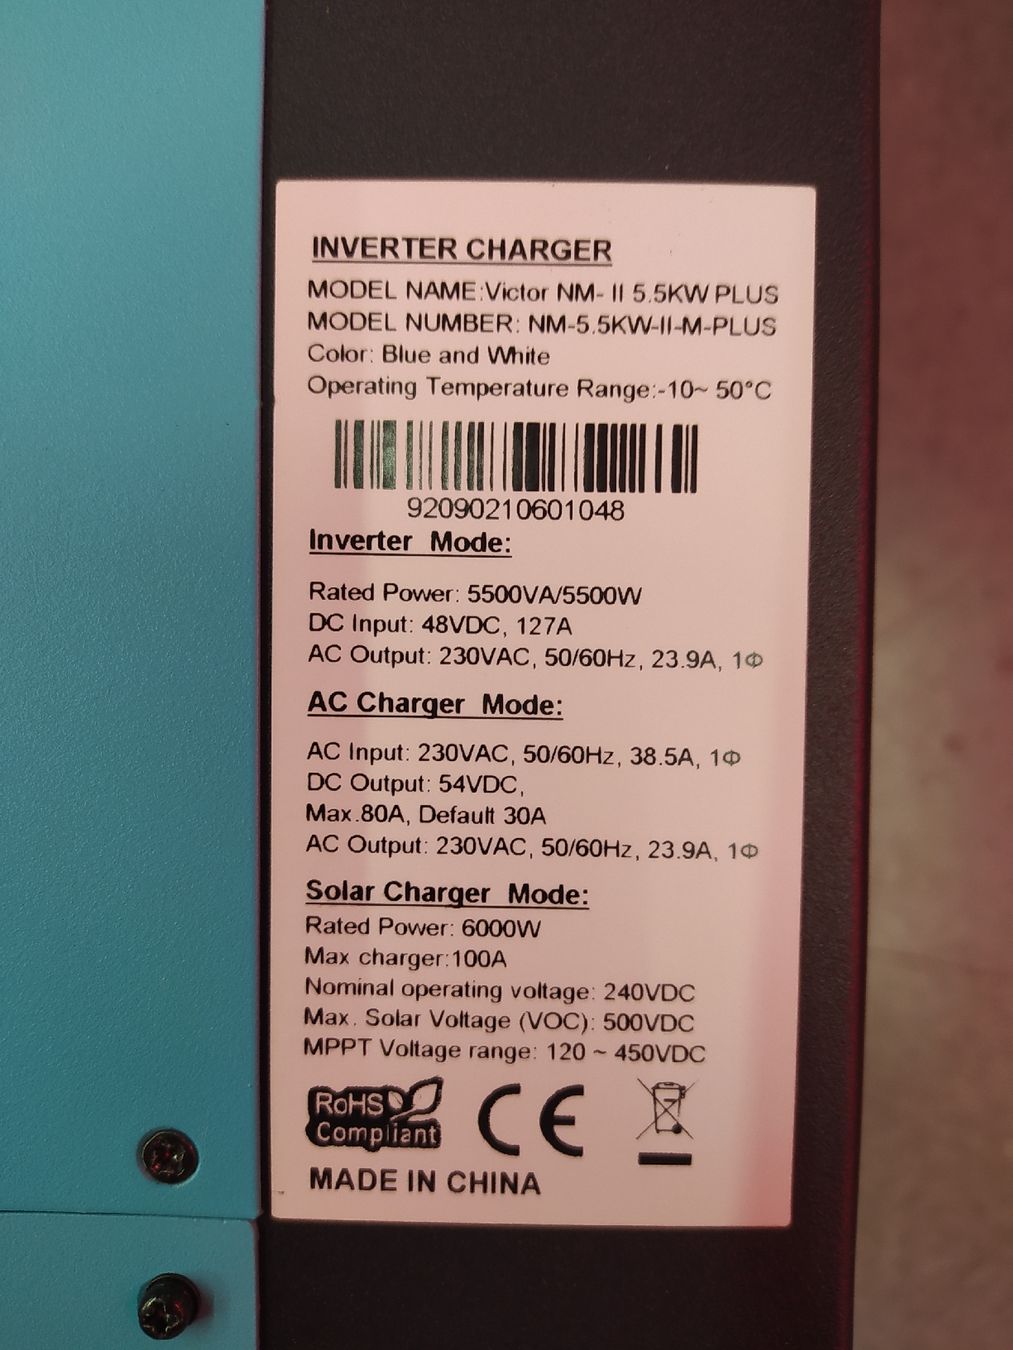 INVERTER CHARGER
MODEL NAME:Victor NM- II 5.5KW PLUS
MODEL NUMBER: NM-5.5KW-II-M-PLUS
Color: Blue and White
Operating Temperature Range:-10~ 50°C
92090210601048
Inverter Mode:
Rated Power: 5500VA/5500W
DC Input: 48VDC, 127A
AC Output: 230VAC, 50/60Hz, 23.9A, 1Φ
AC Charger Mode:
AC Input: 230VAC, 50/60Hz, 38.5A, 1Φ
DC Output: 54VDC,
Max.80A, Default 30A
AC Output: 230VAC, 50/60Hz, 23.9A, 1Φ
Solar Charger Mode:
Rated Power: 6000W
Max charger:100A
Nominal operating voltage: 240VDC
Max. Solar Voltage (VOC): 500VDC
MPPT Voltage range: 120 ~ 450VDC
RoHS
Compliant
CE
MADE IN CHINA